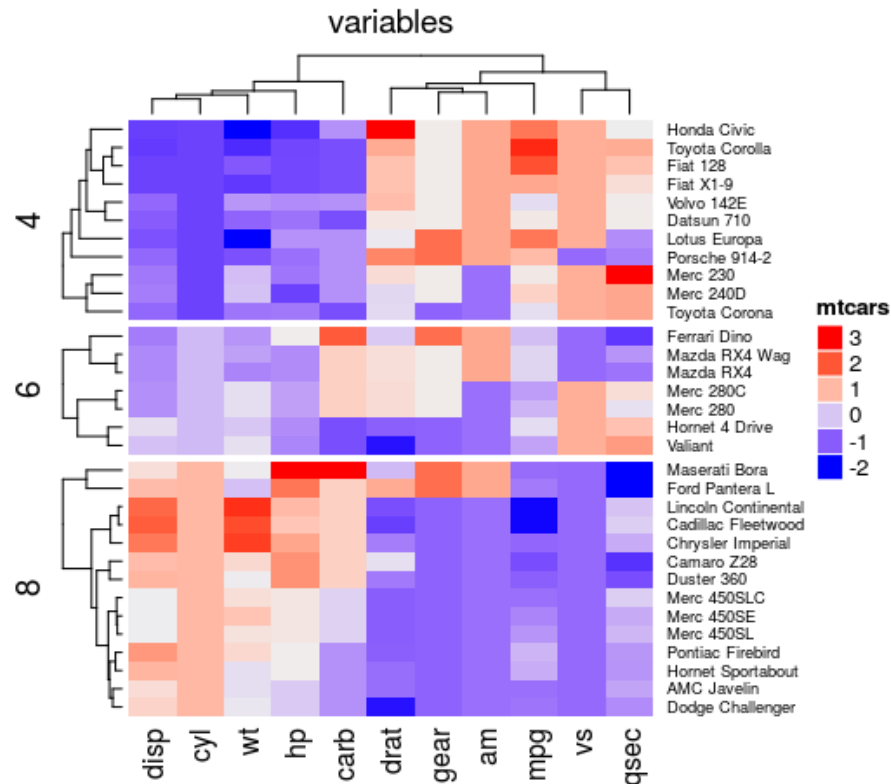 variables
4
Honda Civic
Toyota Corolla
Fiat 128
Fiat X1-9
Volvo 142E
Datsun 710
Lotus Europa
Porsche 914-2
Merc 230
Merc 240D
Toyota Corona
6
Ferrari Dino
Mazda RX4 Wag
Mazda RX4
Merc 280C
Merc 280
Hornet 4 Drive
Valiant
8
Maserati Bora
Ford Pantera L
Lincoln Continental
Cadillac Fleetwood
Chrysler Imperial
Camaro Z28
Duster 360
Merc 450SLC
Merc 450SE
Merc 450SL
Pontiac Firebird
Hornet Sportabout
AMC Javelin
Dodge Challenger
disp cyl wt hp carb drat gear am mpg vs qsec
mtcars
3
2
1
0
-1
-2